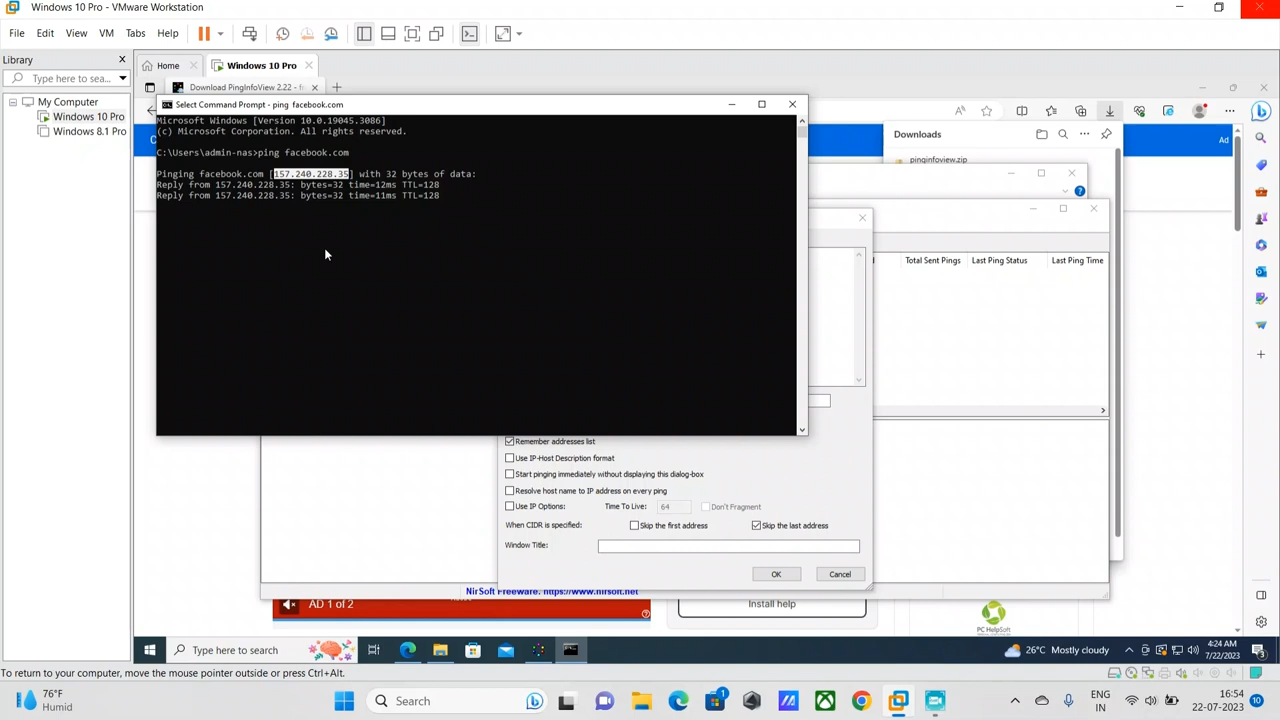 Windows 10 Pro - VMware Workstation
File Edit View VM Tabs Help
Library
Type here to sea...
My Computer
Windows 10 Pro
Windows 8.1 Pro
Home
Windows 10 Pro
Download PingInfoView 2.22 -
Ad
Downloads
pinginfoview.zip
Select Command Prompt - ping facebook.com
Microsoft Windows [Version 10.0.19045.3086]
(c) Microsoft Corporation. All rights reserved.
C:\Users\admin-nas>ping facebook.com
Pinging facebook.com [157.240.228.35] with 32 bytes of data:
Reply from 157.240.228.35: bytes=32 time=12ms TTL=128
Reply from 157.240.228.35: bytes=32 time=11ms TTL=128
Total Sent Pings Last Ping Status Last Ping Time
Remember addresses list
Use IP-Host Description format
Start pinging immediately without displaying this dialog-box
Resolve host name to IP address on every ping
Use IP Options: Time To Live: 64 Don't Fragment
When CIDR is specified: Skip the first address Skip the last address
Window Title:
OK Cancel
NirSoft Freeware. https://www.nirsoft.net
AD 1 of 2
Install help
PC HelpSoft
Type here to search
26°C Mostly cloudy
4:24 AM
7/22/2023
To return to your computer, move the mouse pointer outside or press Ctrl+Alt.
76°F
Humid
Search
ENG
IN
16:54
22-07-2023